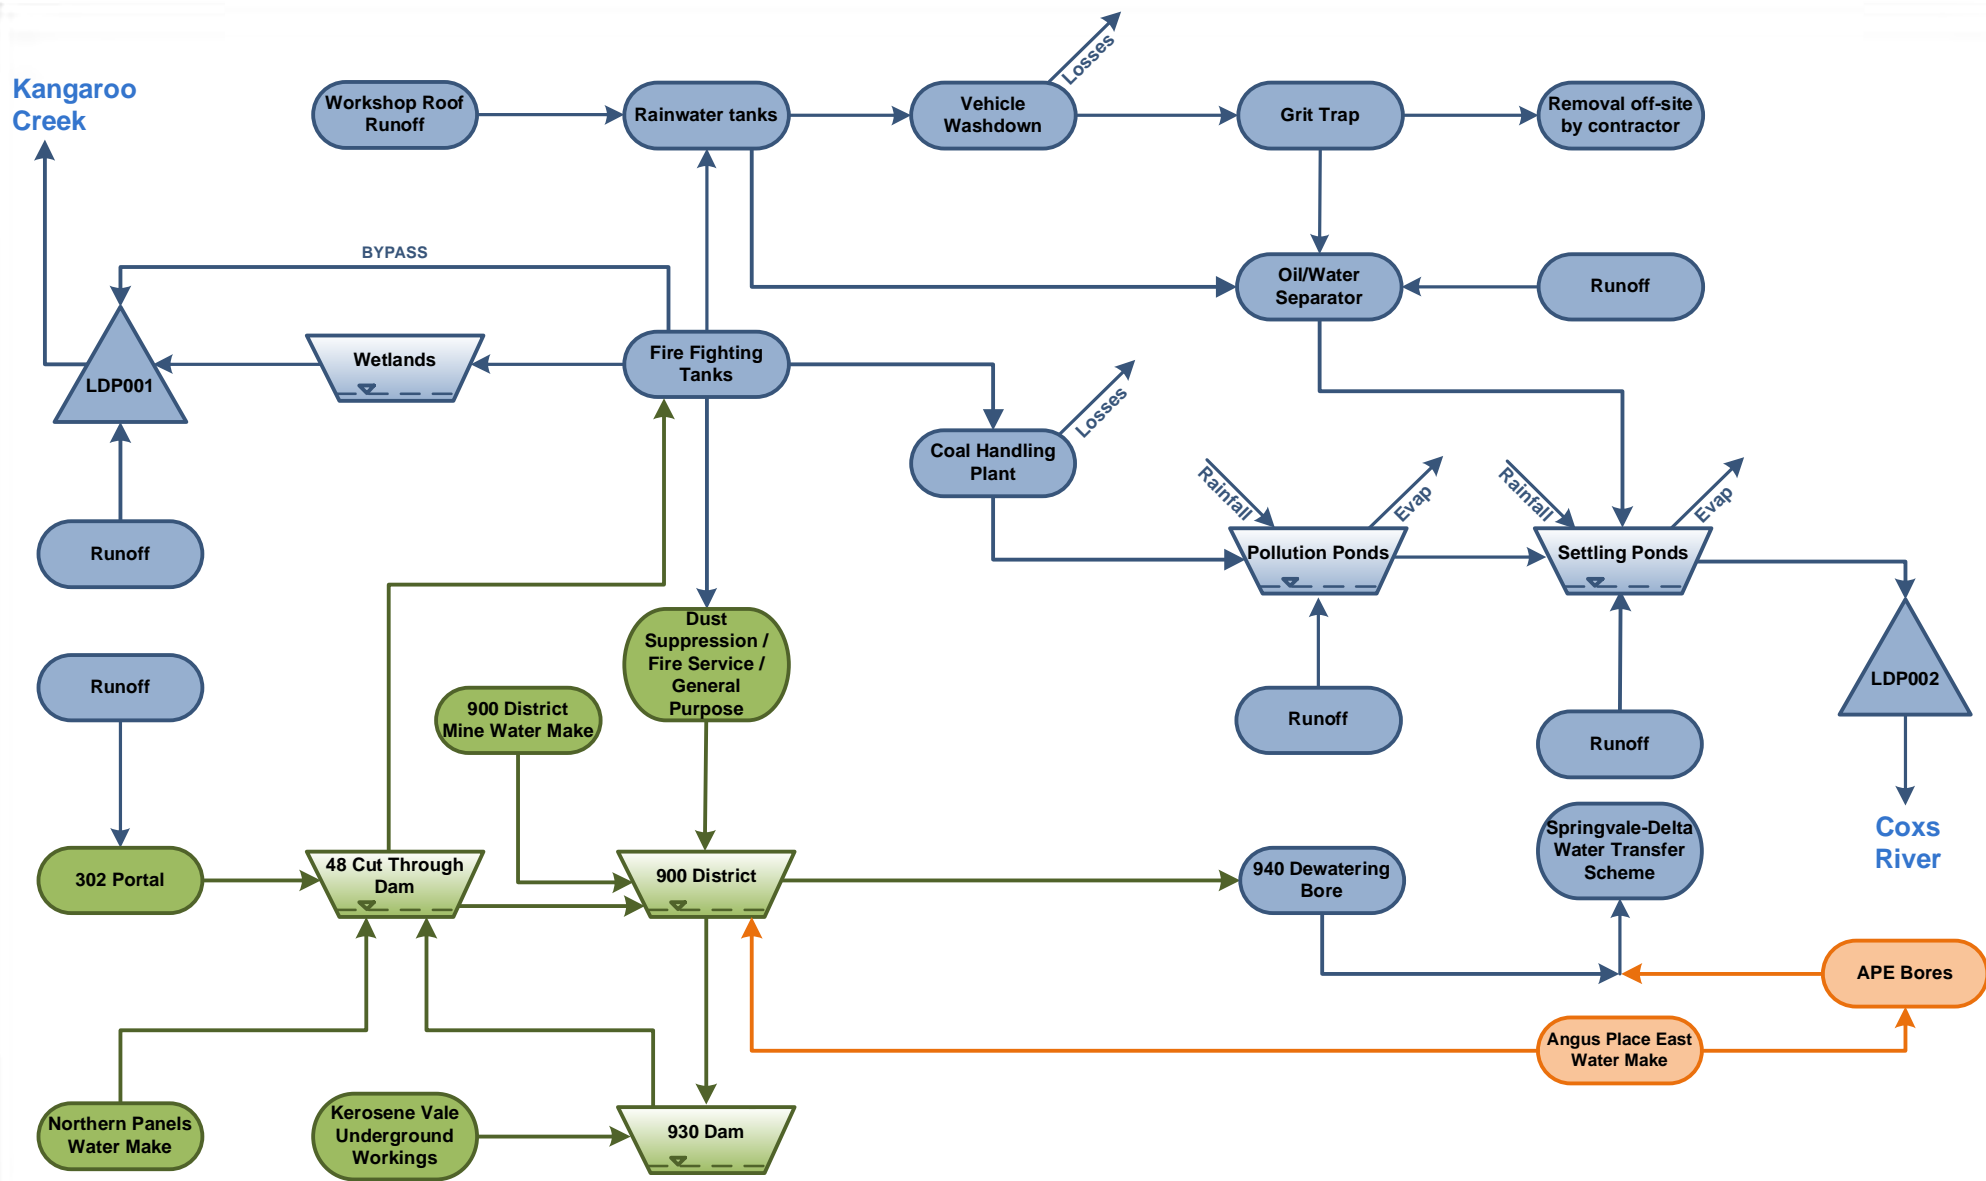 Losses
Kangaroo
Creek
Workshop Roof
Runoff
Rainwater tanks
Vehicle
Washdown
Grit Trap
Removal off-site
by contractor
BYPASS
Oil/Water
Separator
Runoff
LDP001
Wetlands
Fire Fighting
Tanks
Losses
Coal Handling
Plant
Rainfall
Evap
Rainfall
Evap
Runoff
Pollution Ponds
Settling Ponds
Runoff
Dust
Suppression /
Fire Service /
General
Purpose
900 District
Mine Water Make
Runoff
Runoff
LDP002
Coxs
River
302 Portal
48 Cut Through
Dam
900 District
940 Dewatering
Bore
Springvale-Delta
Water Transfer
Scheme
APE Bores
Angus Place East
Water Make
Northern Panels
Water Make
Kerosene Vale
Underground
Workings
930 Dam